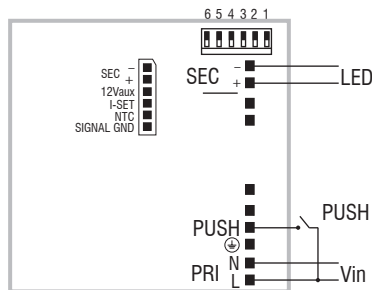 6 5 4 3 2 1
SEC
–
+
12Vaux
I-SET
NTC
SIGNAL GND
SEC
–
+
LED
PUSH
PUSH
PRI
N
L
Vin